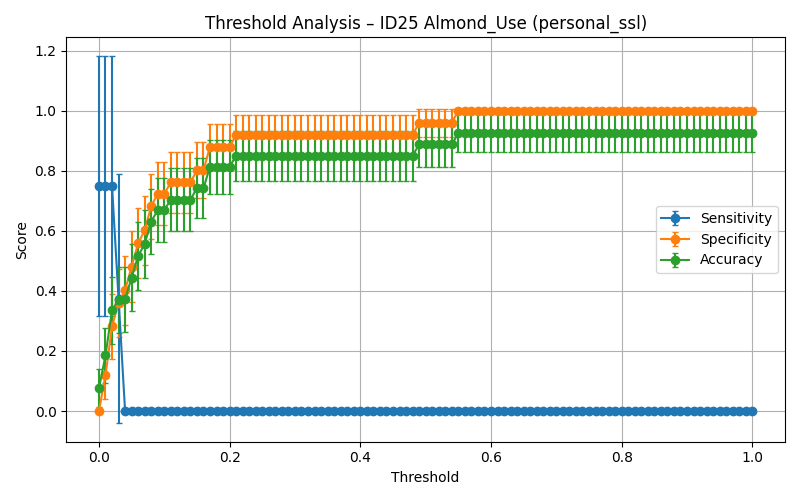 Threshold Analysis – ID25 Almond_Use (personal_ssl)
1.2
1.0
0.8
0.6
0.4
0.2
0.0
Score
Sensitivity
Specificity
Accuracy
0.0 0.2 0.4 0.6 0.8 1.0
Threshold